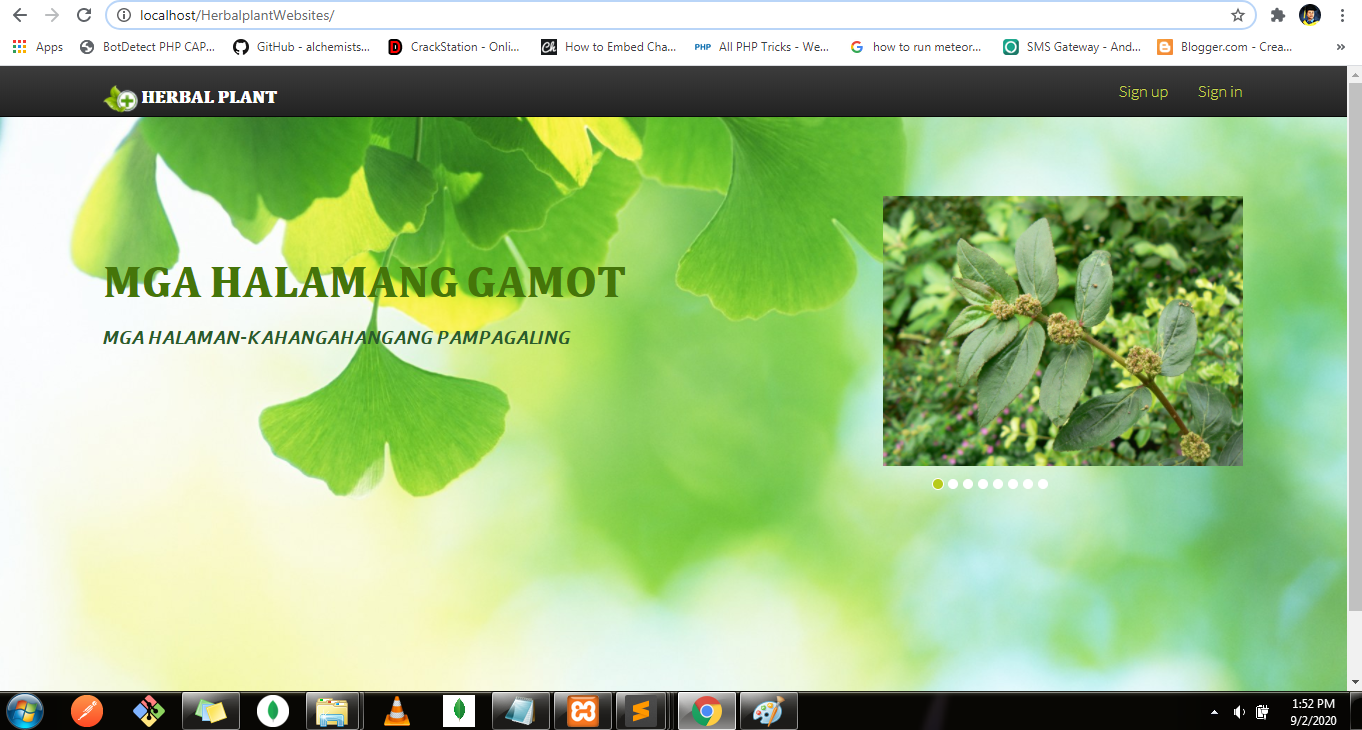 localhost/HerbalplantWebsites/
Apps BotDetect PHP CAP... GitHub - alchemists... CrackStation - Onli... How to Embed Cha... PHP All PHP Tricks - We... how to run meteor... SMS Gateway - And... Blogger.com - Crea... »
HERBAL PLANT Sign up Sign in
MGA HALAMANG GAMOT
MGA HALAMAN-KAHANGAHANGANG PAMPAGALING
1:52 PM
9/2/2020